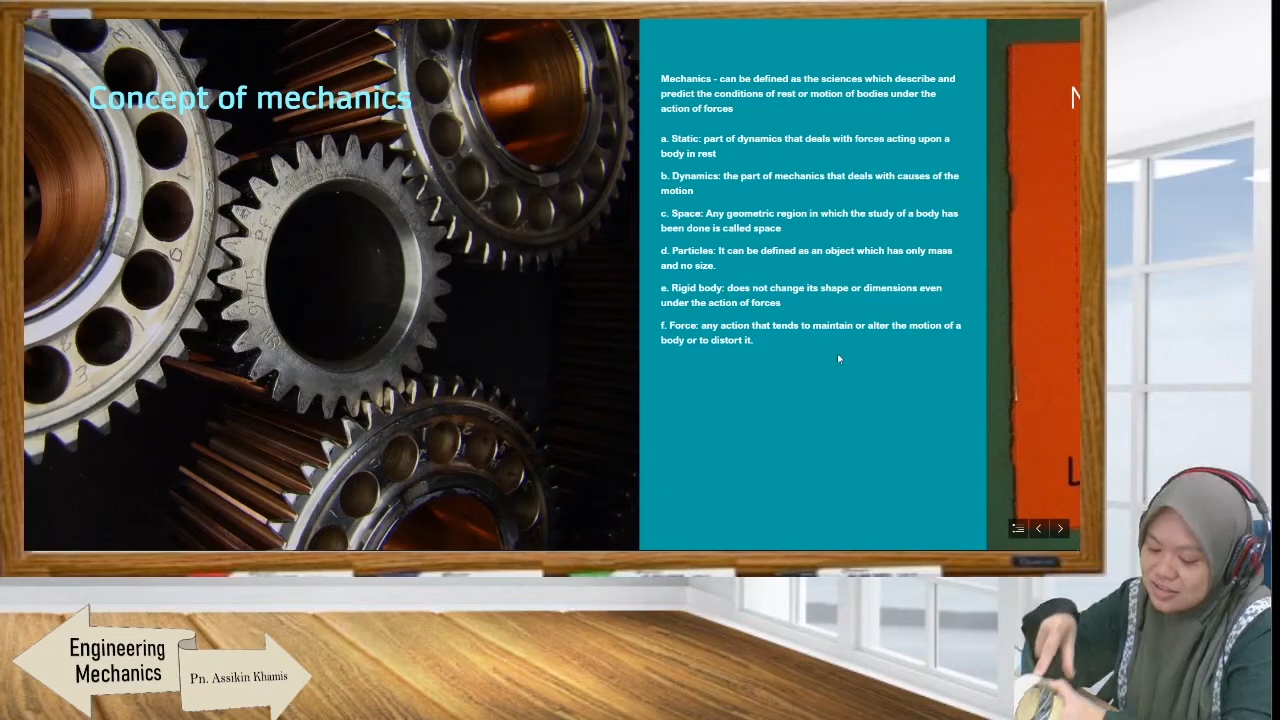 Concept of mechanics
Mechanics - can be defined as the sciences which describe and
predict the conditions of rest or motion of bodies under the
action of forces
a. Static: part of dynamics that deals with forces acting upon a
body in rest
b. Dynamics: the part of mechanics that deals with causes of the
motion
c. Space: Any geometric region in which the study of a body has
been done is called space
d. Particles: It can be defined as an object which has only mass
and no size.
e. Rigid body: does not change its shape or dimensions even
under the action of forces
f. Force: any action that tends to maintain or alter the motion of a
body or to distort it.
Engineering
Mechanics
Pn. Assikin Khamis